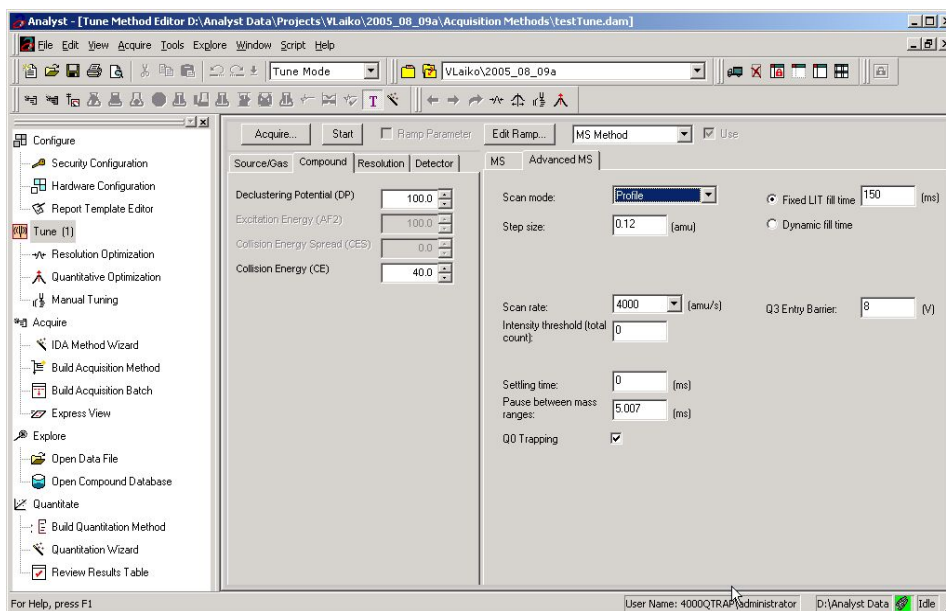 Analyst - [Tune Method Editor D:\Analyst Data\Projects\VLaiko\2005_08_09a\Acquisition Methods\testTune.dam]
File Edit View Acquire Tools Explore Window Script Help
Tune Mode VLaiko\2005_08_09a
T
Configure
Security Configuration
Hardware Configuration
Report Template Editor
Tune (1)
Resolution Optimization
Quantitative Optimization
Manual Tuning
Acquire
IDA Method Wizard
Build Acquisition Method
Build Acquisition Batch
Express View
Explore
Open Data File
Open Compound Database
Quantitate
Build Quantitation Method
Quantitation Wizard
Review Results Table
Acquire... Start Ramp Parameter Edit Ramp... MS Method Use
Source/Gas Compound Resolution Detector
Declustering Potential (DP) 100.0
Excitation Energy (AF2) 100.0
Collision Energy Spread (CES) 0.0
Collision Energy (CE) 40.0
MS Advanced MS
Scan mode: Profile Fixed LIT fill time 150 (ms)
Step size: 0.12 (amu) Dynamic fill time
Scan rate: 4000 (amu/s) Q3 Entry Barrier: 8 (V)
Intensity threshold (total
count): 0
Settling time: 0 (ms)
Pause between mass
ranges: 5.007 (ms)
Q0 Trapping
For Help, press F1 User Name: 4000QTRAP\administrator D:\Analyst Data Idle